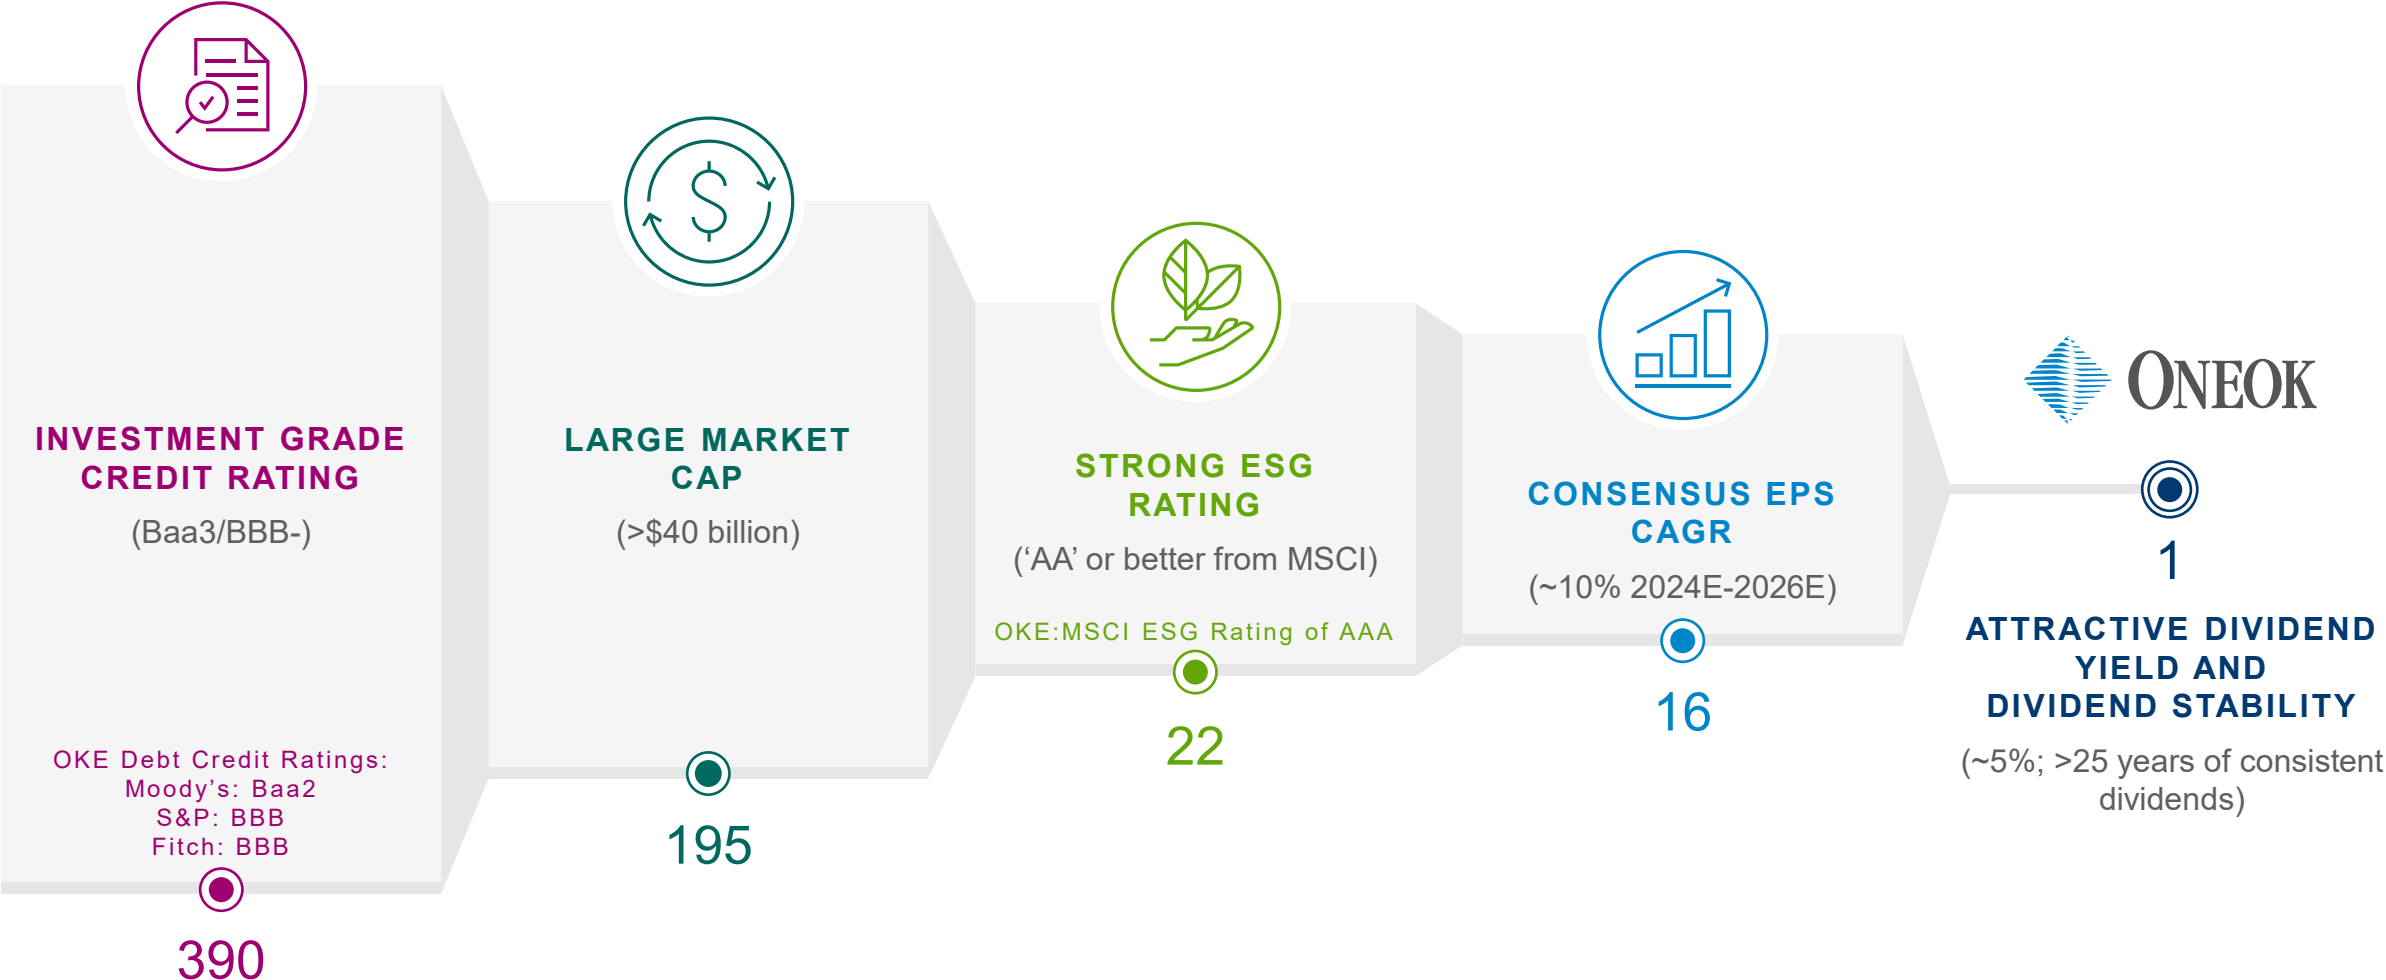 INVESTMENT GRADE
CREDIT RATING
(Baa3/BBB-)
OKE Debt Credit Ratings:
Moody’s: Baa2
S&P: BBB
Fitch: BBB
390
$
LARGE MARKET
CAP
(>$40 billion)
195
STRONG ESG
RATING
(‘AA’ or better from MSCI)
OKE:MSCI ESG Rating of AAA
22
CONSENSUS EPS
CAGR
(~10% 2024E-2026E)
16
ONEOK
1
ATTRACTIVE DIVIDEND
YIELD AND
DIVIDEND STABILITY
(~5%; >25 years of consistent
dividends)